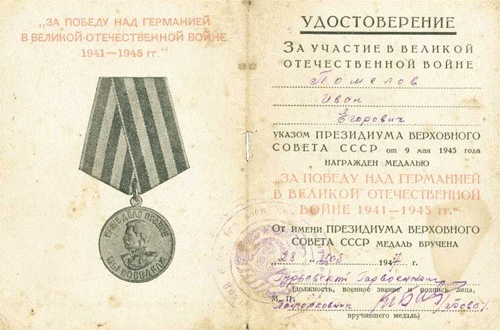 „ЗА ПОБЕДУ НАД ГЕРМАНИЕЙ
В ВЕЛИКОЙ ОТЕЧЕСТВЕННОЙ ВОЙНЕ
1941—1945 гг.“
НАШЕ ДЕЛО ПРАВОЕ
МЫ ПОБЕДИЛИ
УДОСТОВЕРЕНИЕ
ЗА УЧАСТИЕ В ВЕЛИКОЙ
ОТЕЧЕСТВЕННОЙ ВОЙНЕ
Помелов
Иван
Егорович
УКАЗОМ ПРЕЗИДИУМА ВЕРХОВНОГО
СОВЕТА СССР от 9 мая 1945 года
НАГРАЖДЕН МЕДАЛЬЮ
„ЗА ПОБЕДУ НАД ГЕРМАНИЕЙ
В ВЕЛИКОЙ ОТЕЧЕСТВЕННОЙ
ВОЙНЕ 1941—1945 гг.“
ОТ ИМЕНИ ПРЕЗИДИУМА ВЕРХОВНОГО
СОВЕТА СССР МЕДАЛЬ ВРУЧЕНА
„28“ 1947
(должность, военное звание и подпись лица,
М. П.
вручившего медаль)